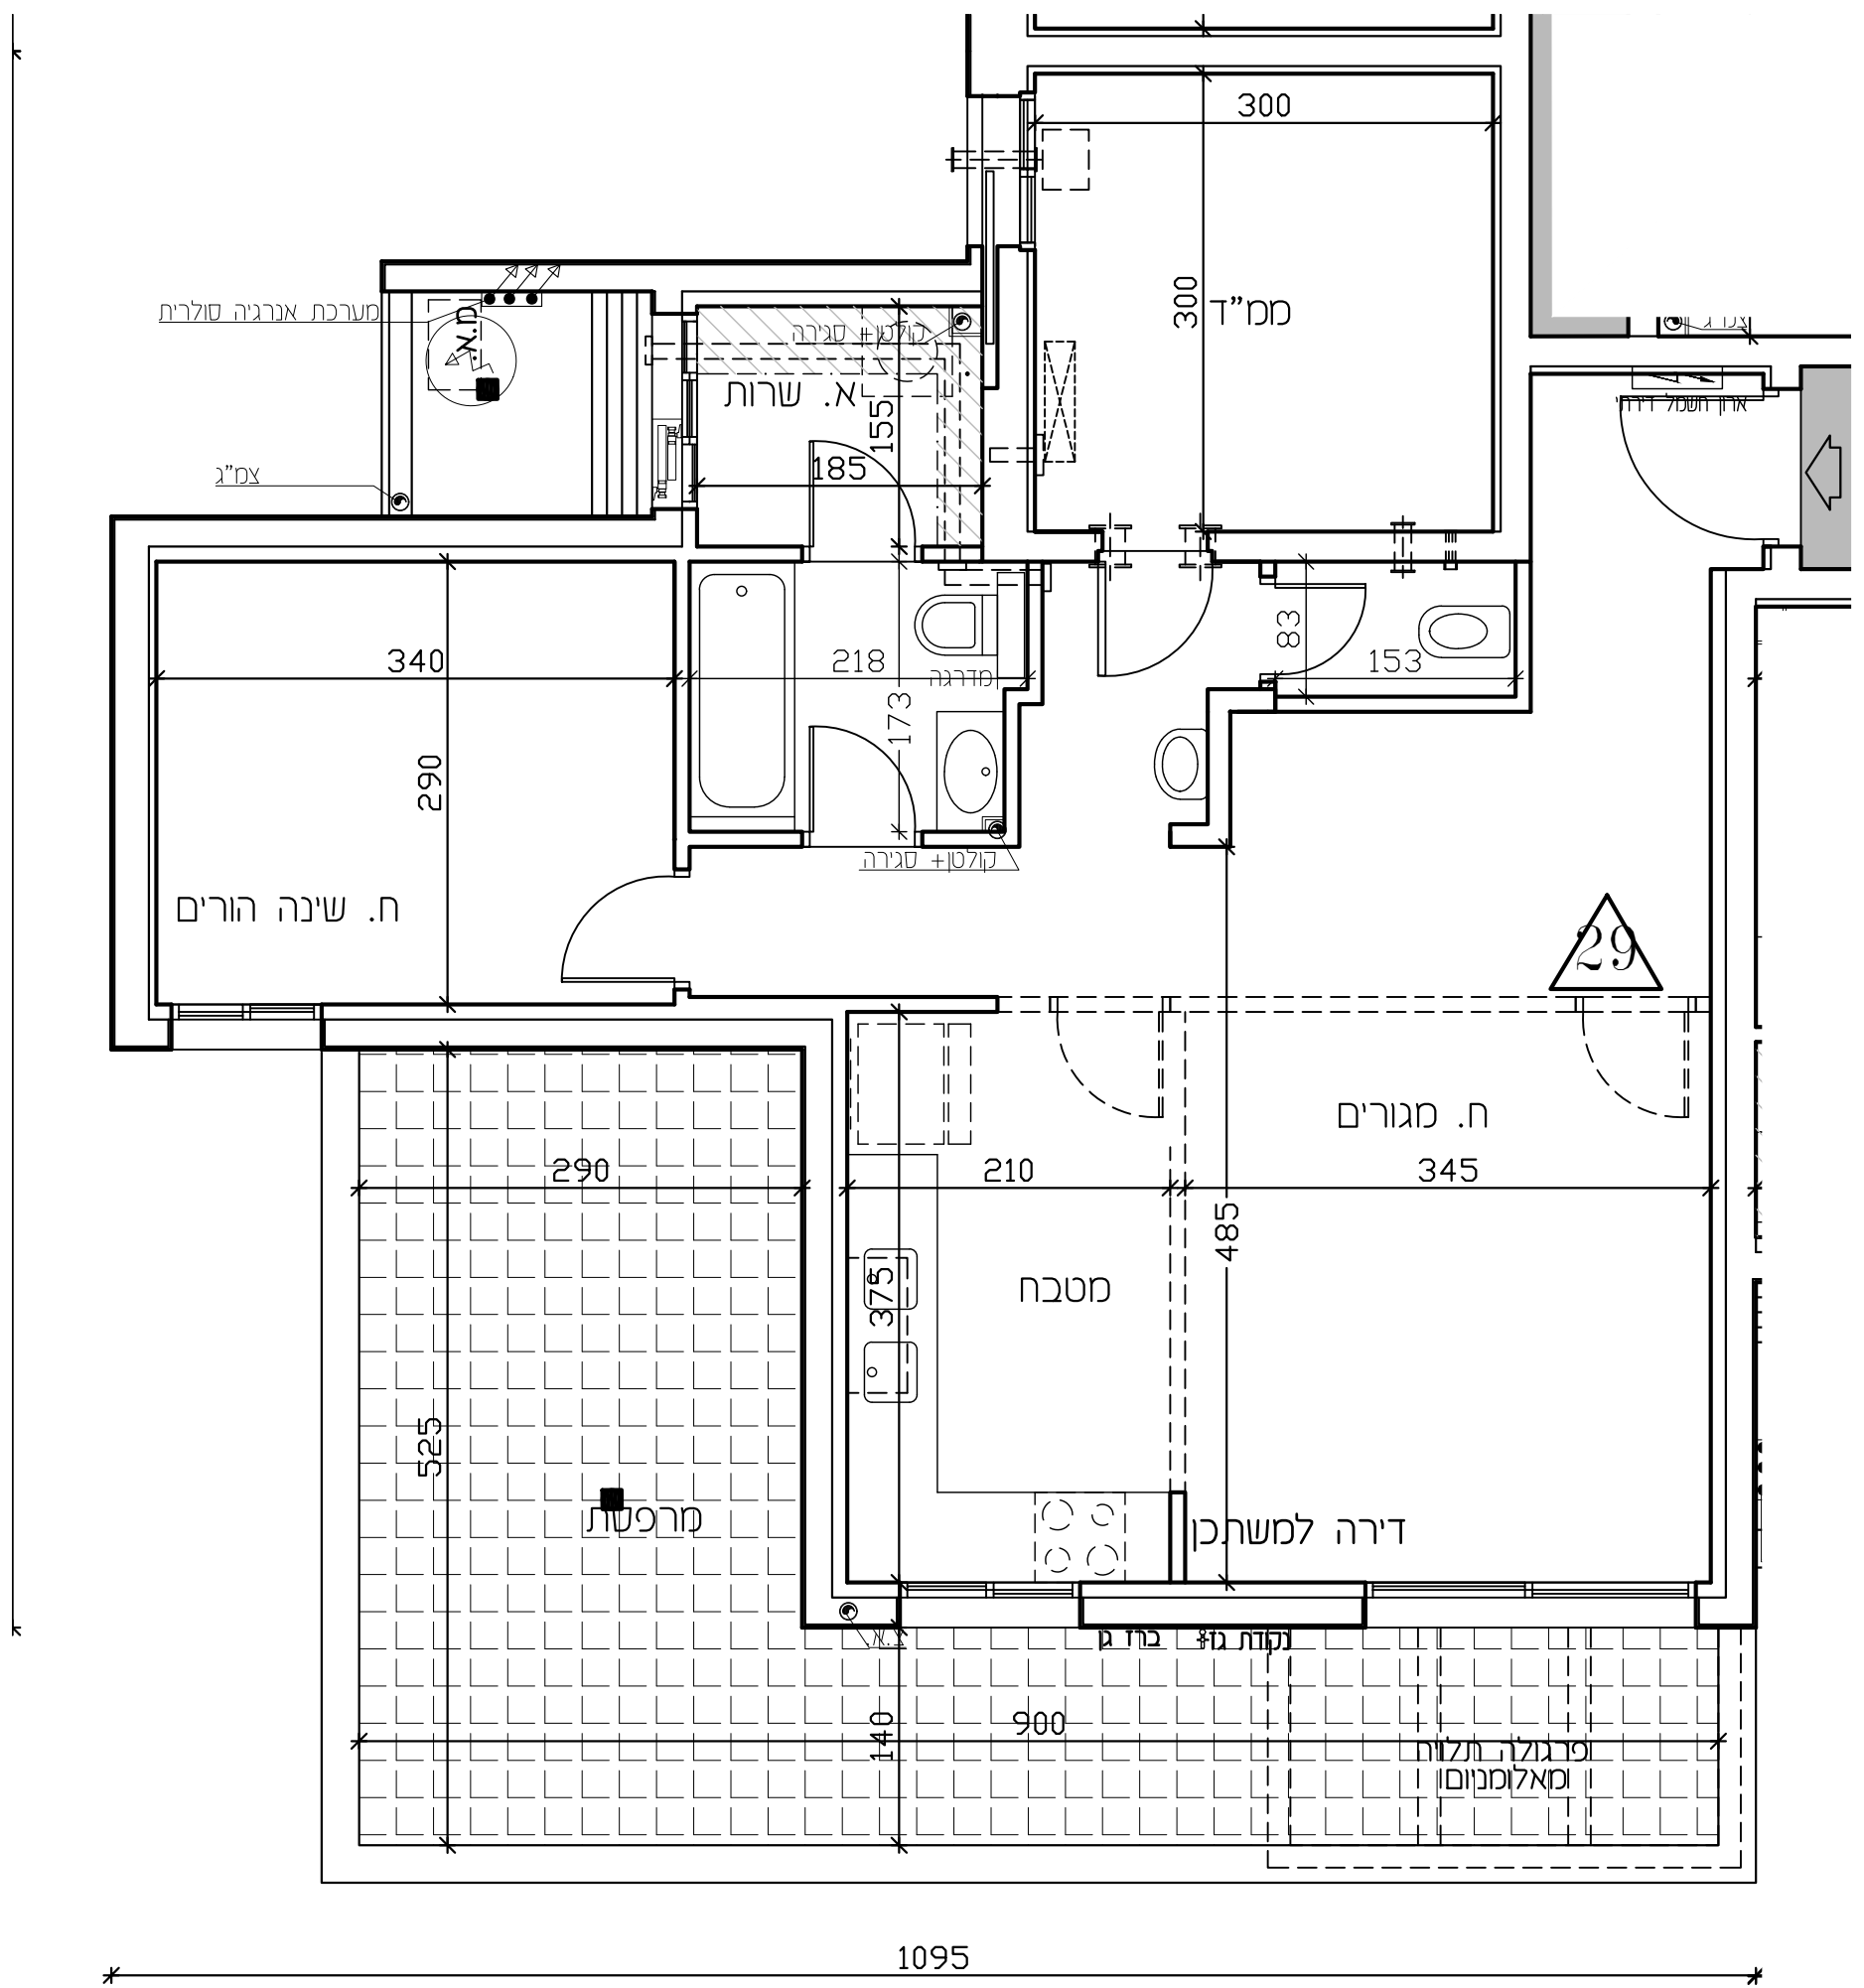 300
300
ממ"ד
מערכת אנרגיה סולרית
מ.א.
קולטן+ סגירה
א. שרות
155
185
צמ"ג
צמ"ג
ארון חשמל דירתי
340
290
ח. שינה הורים
218
מדרגה
173
קולטן+ סגירה
83
153
29
ח. מגורים
290
210
345
485
מטבח
375
525
מרפסת
דירה למשתכן
ברז גן
נקודת גז
900
140
פרגולה תלויה
מאלומניום
1095